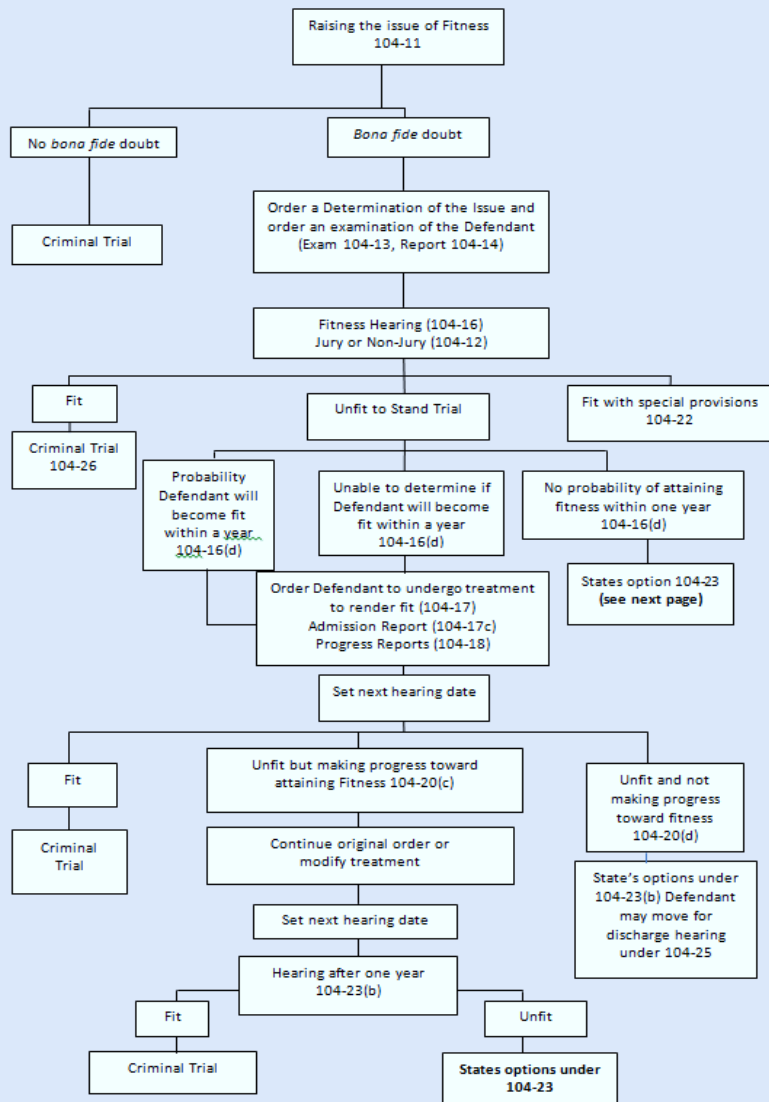 Raising the issue of Fitness
104-11
No bona fide doubt
Bona fide doubt
Criminal Trial
Order a Determination of the Issue and
order an examination of the Defendant
(Exam 104-13, Report 104-14)
Fitness Hearing (104-16)
Jury or Non-Jury (104-12)
Fit
Unfit to Stand Trial
Fit with special provisions
104-22
Criminal Trial
104-26
Probability
Defendant will
become fit
within a year
104-16(d)
Unable to determine if
Defendant will become
fit within a year
104-16(d)
No probability of attaining
fitness within one year
104-16(d)
Order Defendant to undergo treatment
to render fit (104-17)
Admission Report (104-17c)
Progress Reports (104-18)
States option 104-23
(see next page)
Set next hearing date
Fit
Unfit but making progress toward
attaining Fitness 104-20(c)
Unfit and not
making progress
toward fitness
104-20(d)
Criminal
Trial
Continue original order or
modify treatment
State's options under
104-23(b) Defendant
may move for
discharge hearing
under 104-25
Set next hearing date
Hearing after one year
104-23(b)
Fit
Unfit
Criminal Trial
States options under
104-23